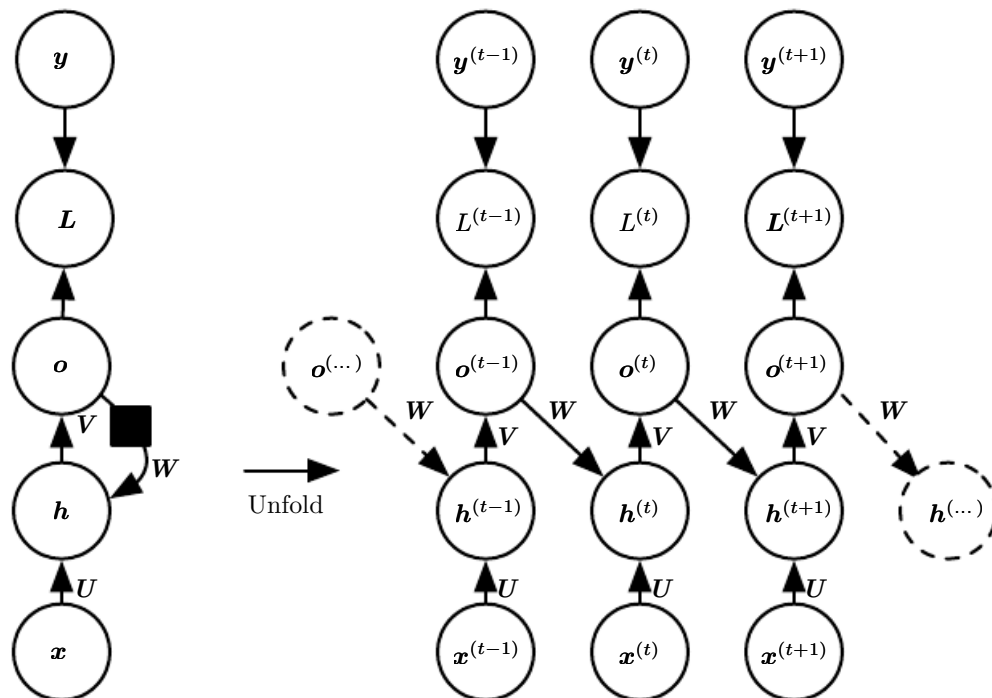 y y^(t−1) y^(t) y^(t+1)
L L^(t−1) L^(t) L^(t+1)
o o^(...) o^(t−1) o^(t) o^(t+1)
W W W W
V V V V
W
Unfold
h h^(t−1) h^(t) h^(t+1) h^(...)
U U U U
x x^(t−1) x^(t) x^(t+1)